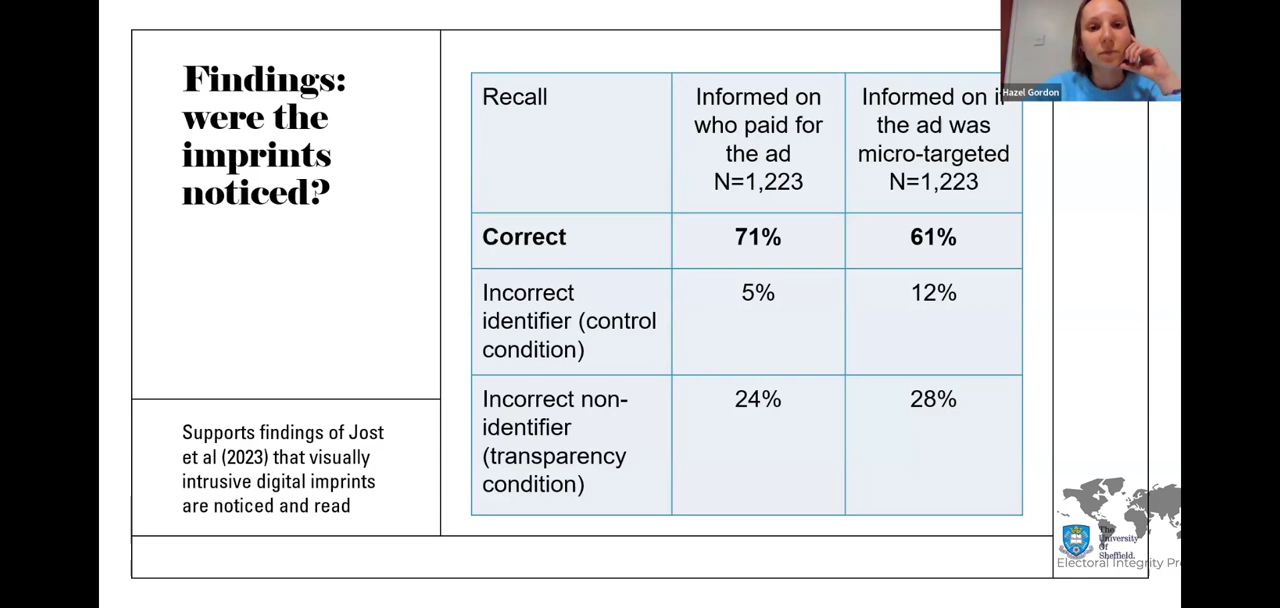 Findings:
were the
imprints
noticed?
Supports findings of Jost
et al (2023) that visually
intrusive digital imprints
are noticed and read
Recall
Informed on
who paid for
the ad
N=1,223
Informed on
the ad was
micro-targeted
N=1,223
Correct
71%
61%
Incorrect
identifier (control
condition)
5%
12%
Incorrect non-
identifier
(transparency
condition)
24%
28%
Hazel Gordon
The
University
Of
Sheffield.
Electoral Integrity